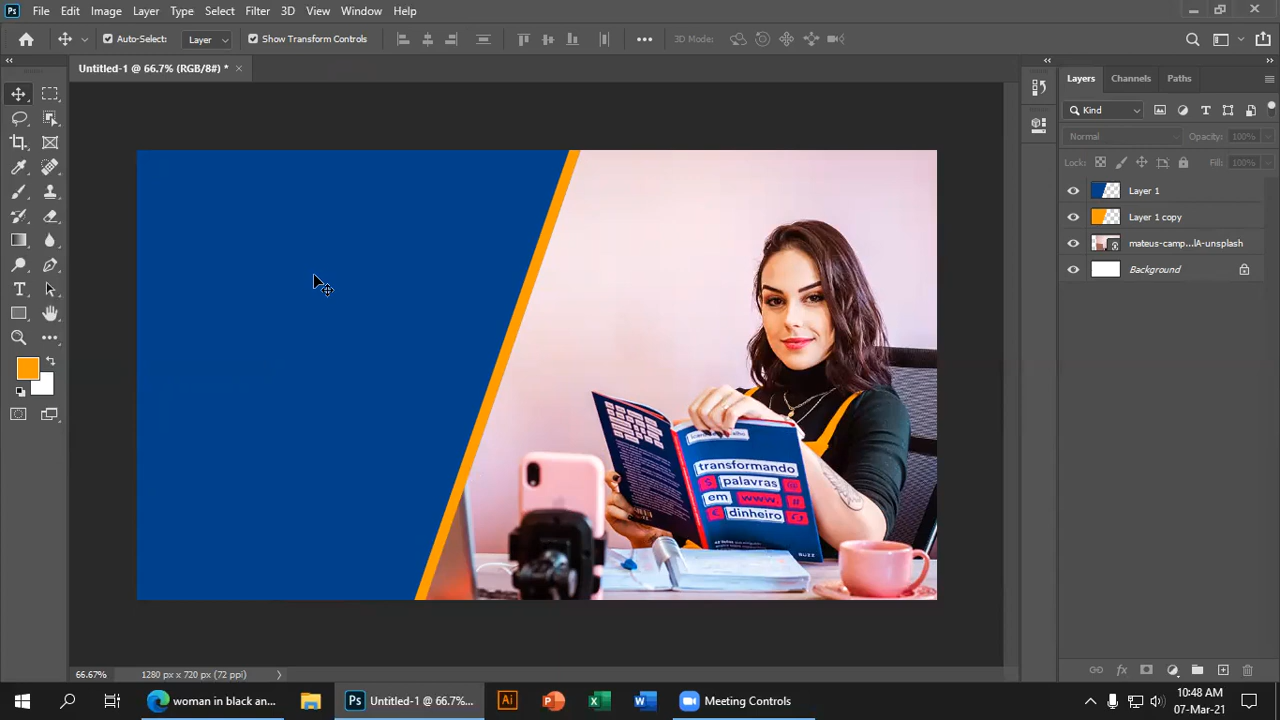 Ps File Edit Image Layer Type Select Filter 3D View Window Help
Auto-Select: Layer Show Transform Controls 3D Mode:
Untitled-1 @ 66.7% (RGB/8#) *
Layers Channels Paths
Kind
Normal Opacity: 100%
Lock: Fill: 100%
Layer 1
Layer 1 copy
mateus-camp...lA-unsplash
Background
transformando
$ palavras @
em www. #
€ dinheiro
BUZZ
66.67% 1280 px x 720 px (72 ppi)
woman in black an...
Ps Untitled-1 @ 66.7%...
Ai
Meeting Controls
10:48 AM
07-Mar-21